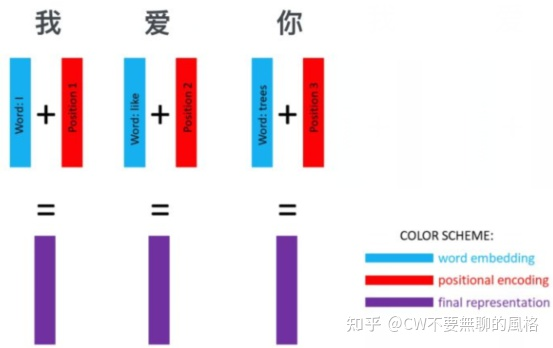 我 爱 你
Word: I + Position 1 Word: like + Position 2 Word: trees + Position 3
= = =
COLOR SCHEME:
word embedding
positional encoding
final representation
知乎 @CW不要無聊的風格